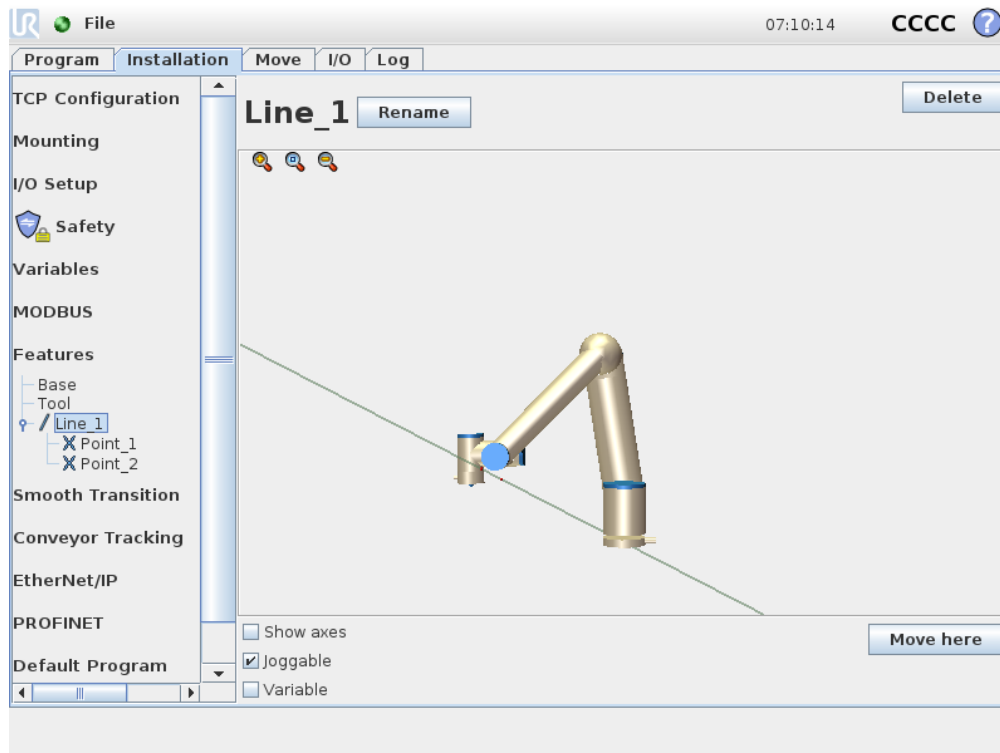 UR File 07:10:14 CCCC ?
Program Installation Move I/O Log
TCP Configuration
Mounting
I/O Setup
Safety
Variables
MODBUS
Features
Base
Tool
Line_1
Point_1
Point_2
Smooth Transition
Conveyor Tracking
EtherNet/IP
PROFINET
Default Program
Line_1 Rename Delete
Show axes
Joggable
Variable
Move here